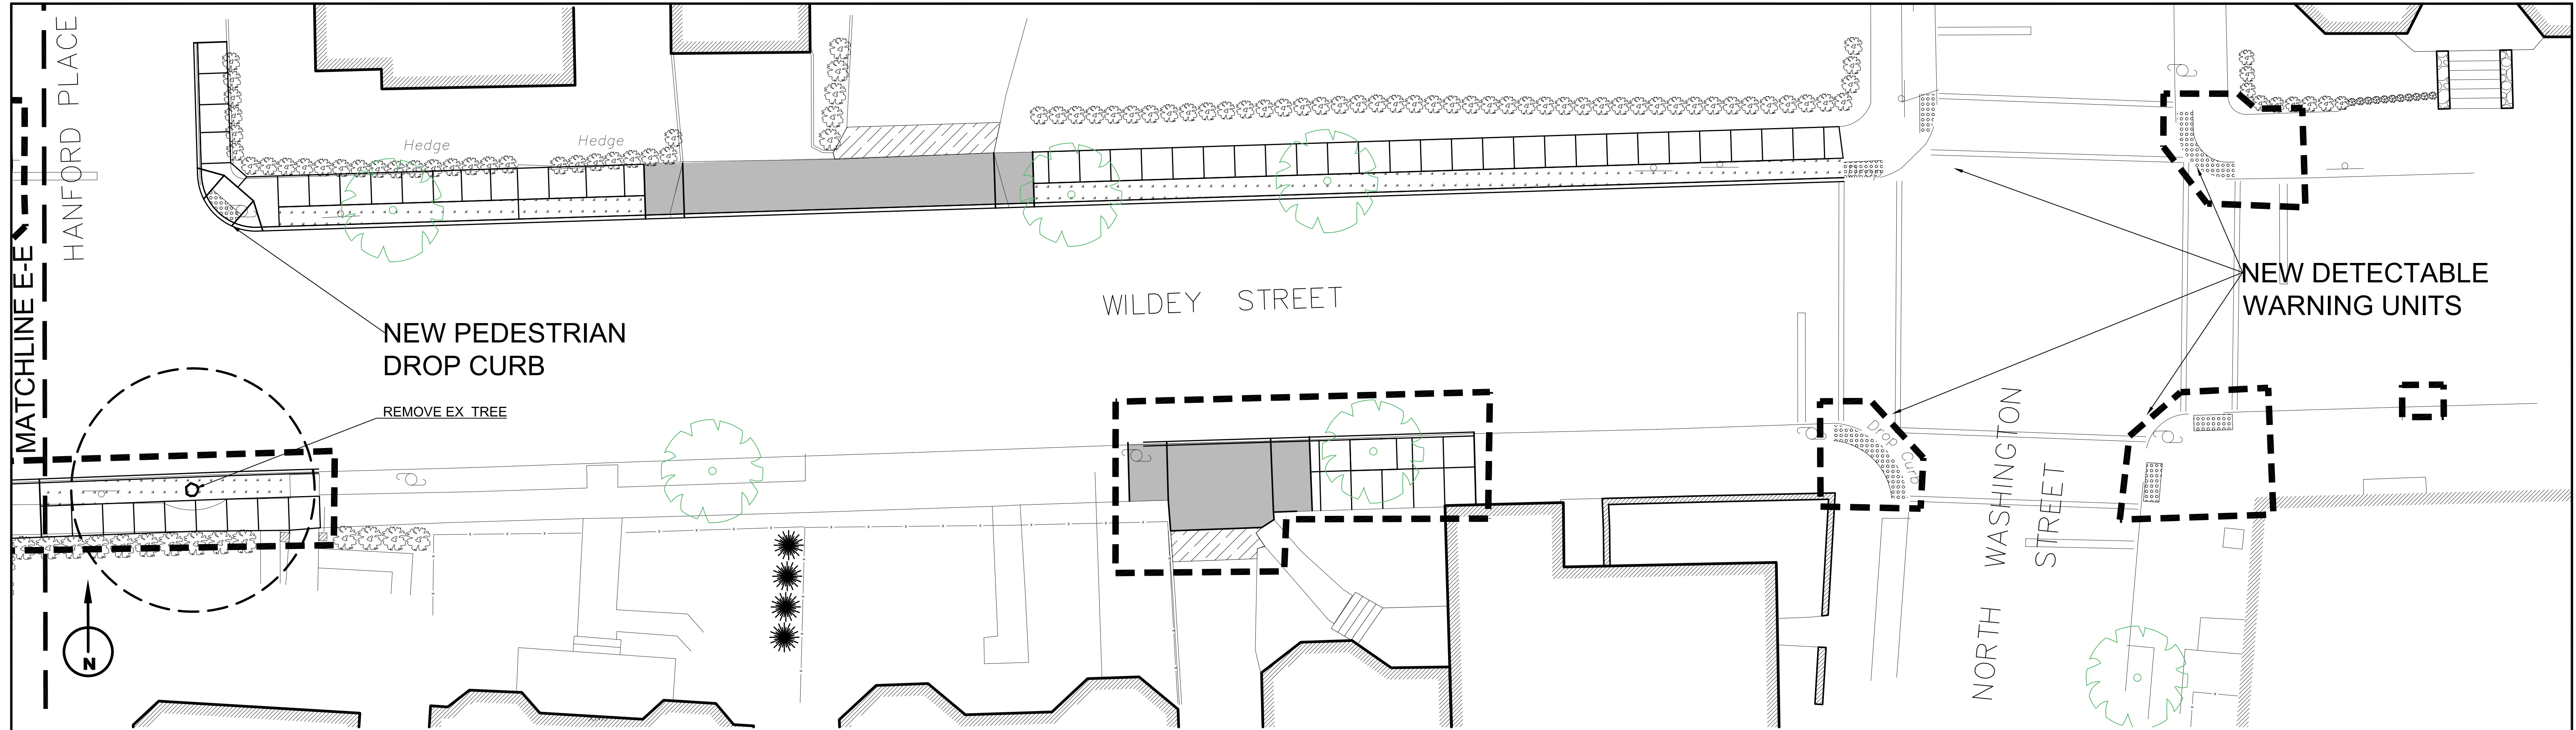 HANFORD PLACE
MATCHLINE E-E
Hedge
Hedge
NEW PEDESTRIAN
DROP CURB
REMOVE EX TREE
WILDEY STREET
NEW DETECTABLE
WARNING UNITS
Drop Curb
NORTH WASHINGTON
STREET
N